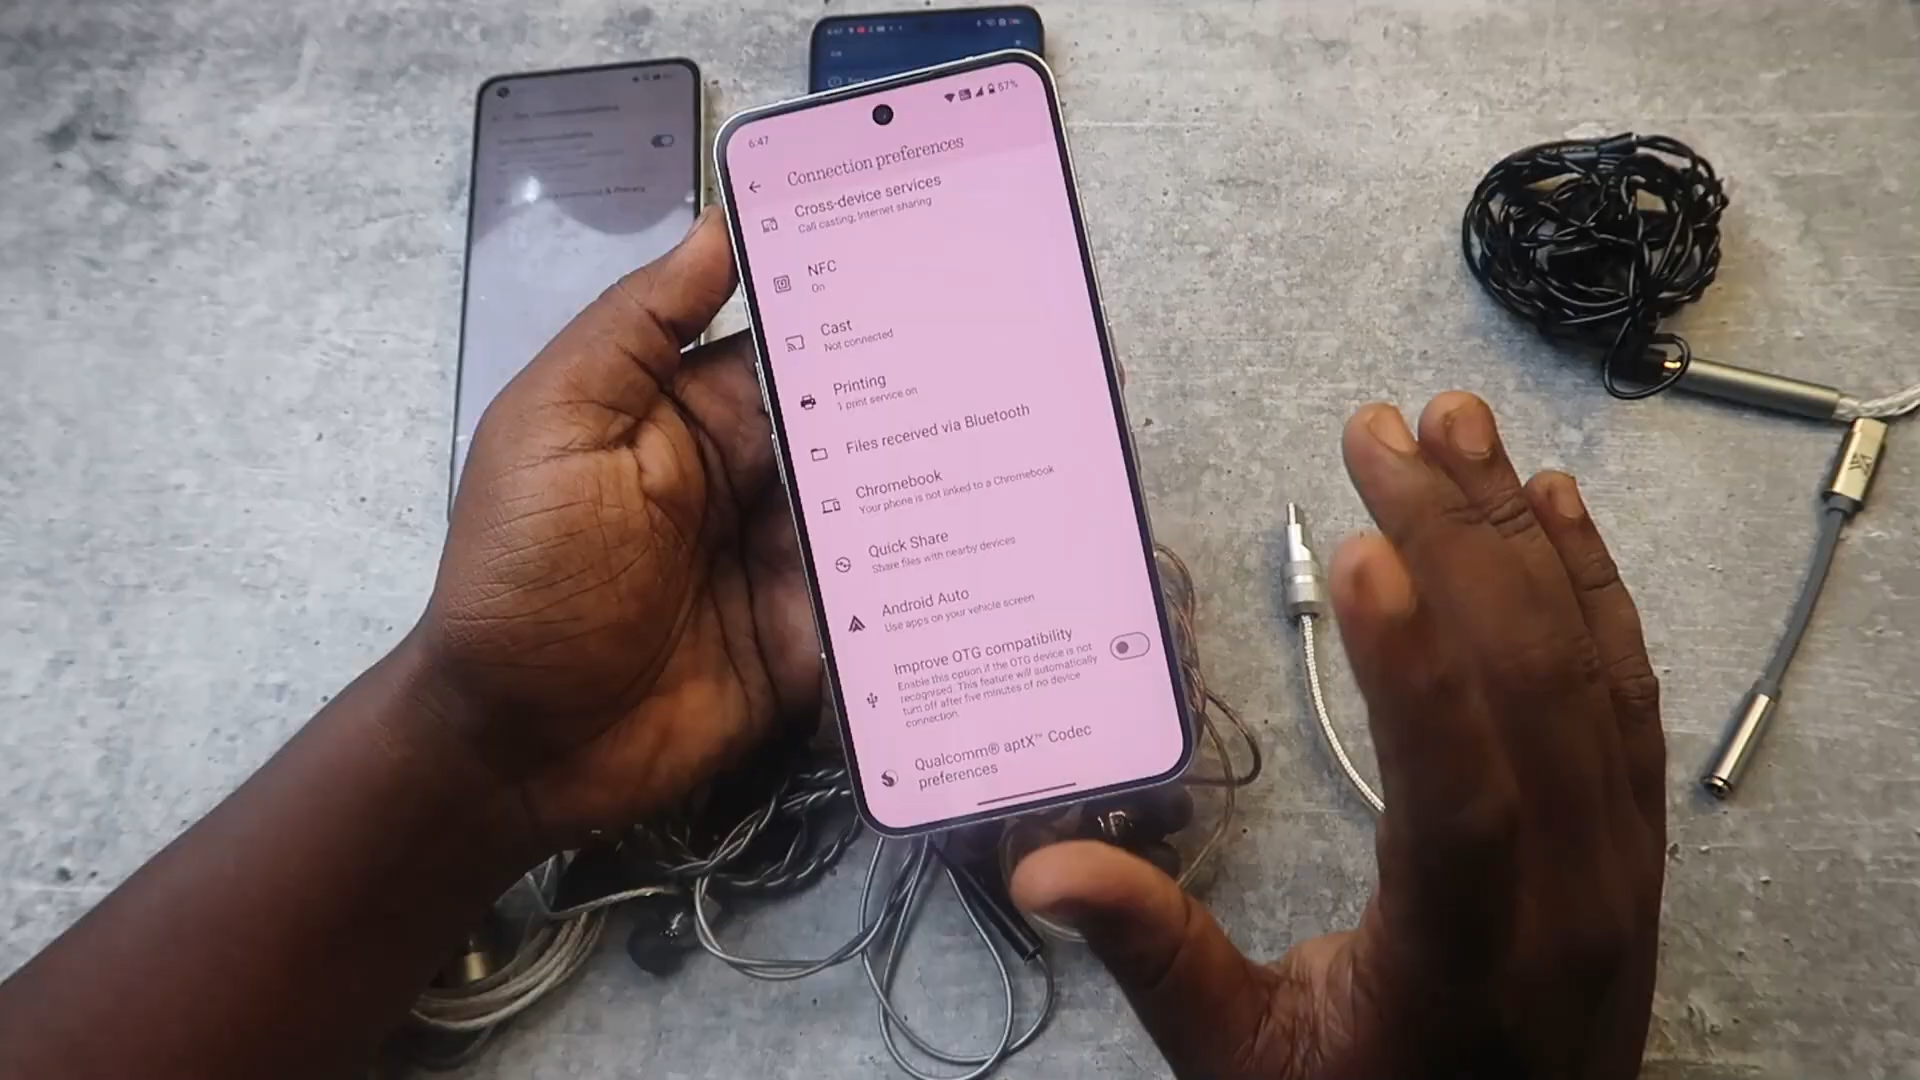 6:47
57%
Connection preferences
Cross-device services
Call casting, Internet sharing
NFC
On
Cast
Not connected
Printing
1 print service on
Files received via Bluetooth
Chromebook
Your phone is not linked to a Chromebook
Quick Share
Share files with nearby devices
Android Auto
Use apps on your vehicle screen
Improve OTG compatibility
Enable this option if the OTG device is not
recognised. This feature will automatically
turn off after five minutes of no device
connection.
Qualcomm® aptX™ Codec
preferences